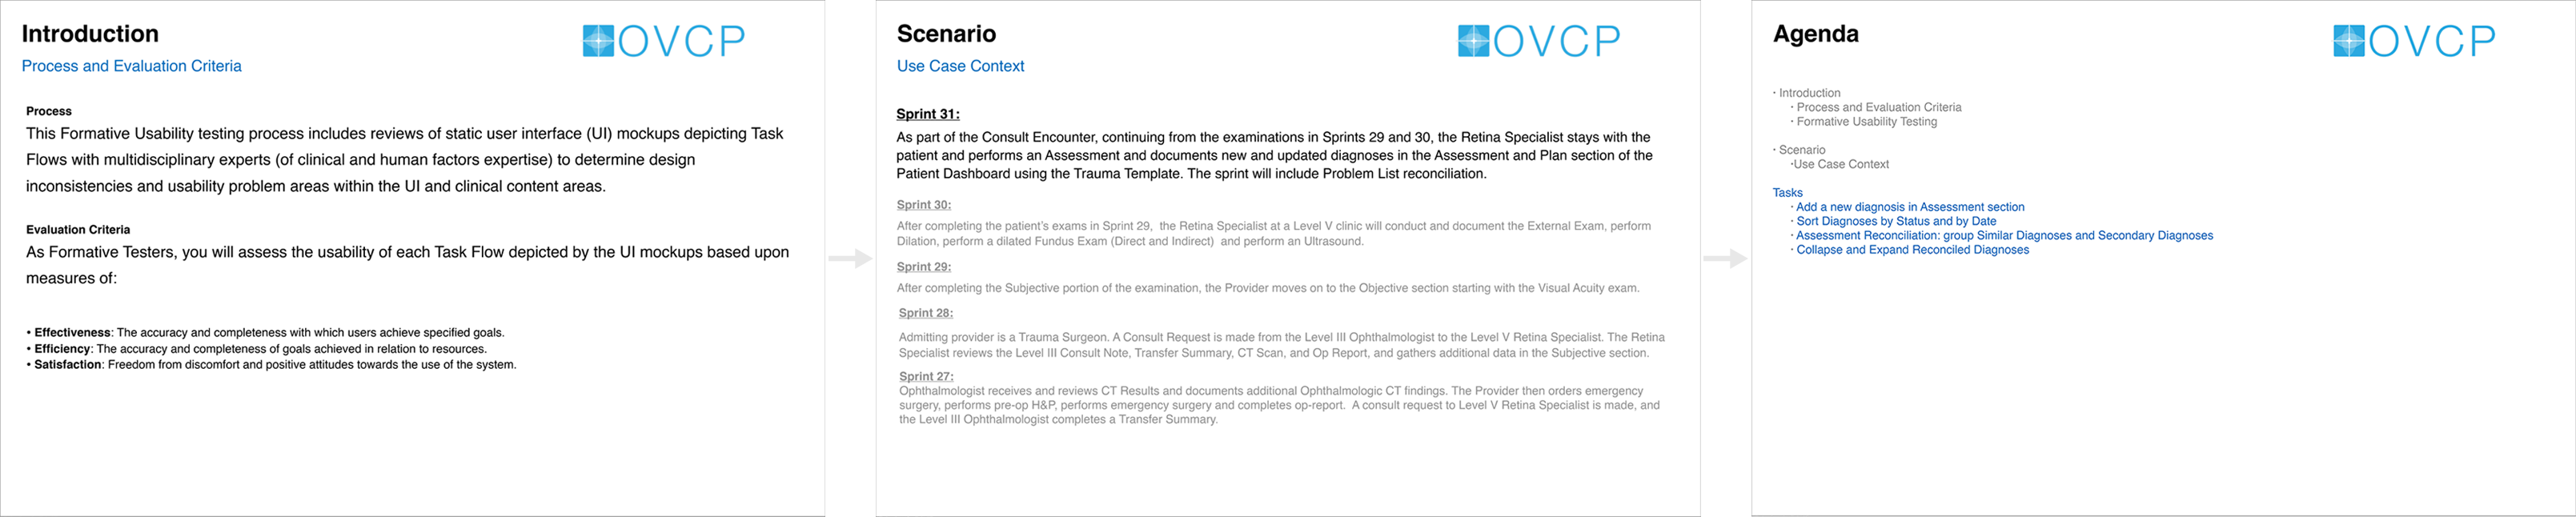 Introduction
OVCP
Process and Evaluation Criteria
Process
This Formative Usability testing process includes reviews of static user interface (UI) mockups depicting Task
Flows with multidisciplinary experts (of clinical and human factors expertise) to determine design
inconsistencies and usability problem areas within the UI and clinical content areas.
Evaluation Criteria
As Formative Testers, you will assess the usability of each Task Flow depicted by the UI mockups based upon
measures of:
• Effectiveness: The accuracy and completeness with which users achieve specified goals.
• Efficiency: The accuracy and completeness of goals achieved in relation to resources.
• Satisfaction: Freedom from discomfort and positive attitudes towards the use of the system.
Scenario
OVCP
Use Case Context
Sprint 31:
As part of the Consult Encounter, continuing from the examinations in Sprints 29 and 30, the Retina Specialist stays with the
patient and performs an Assessment and documents new and updated diagnoses in the Assessment and Plan section of the
Patient Dashboard using the Trauma Template. The sprint will include Problem List reconciliation.
Sprint 30:
After completing the patient's exams in Sprint 29, the Retina Specialist at a Level V clinic will conduct and document the External Exam, perform
Dilation, perform a dilated Fundus Exam (Direct and Indirect) and perform an Ultrasound.
Sprint 29:
After completing the Subjective portion of the examination, the Provider moves on to the Objective section starting with the Visual Acuity exam.
Sprint 28:
Admitting provider is a Trauma Surgeon. A Consult Request is made from the Level III Ophthalmologist to the Level V Retina Specialist. The Retina
Specialist reviews the Level III Consult Note, Transfer Summary, CT Scan, and Op Report, and gathers additional data in the Subjective section.
Sprint 27:
Ophthalmologist receives and reviews CT Results and documents additional Ophthalmologic CT findings. The Provider then orders emergency
surgery, performs pre-op H&P, performs emergency surgery and completes op-report. A consult request to Level V Retina Specialist is made, and
the Level III Ophthalmologist completes a Transfer Summary.
Agenda
OVCP
· Introduction
· Process and Evaluation Criteria
· Formative Usability Testing
· Scenario
·Use Case Context
Tasks
· Add a new diagnosis in Assessment section
· Sort Diagnoses by Status and by Date
· Assessment Reconciliation: group Similar Diagnoses and Secondary Diagnoses
· Collapse and Expand Reconciled Diagnoses